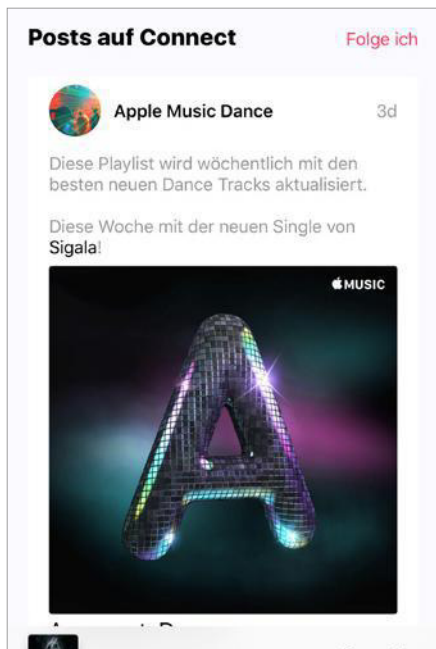 Posts auf Connect
Folge ich
Apple Music Dance
3d
Diese Playlist wird wöchentlich mit den
besten neuen Dance Tracks aktualisiert.
Diese Woche mit der neuen Single von
Sigala!
MUSIC
A